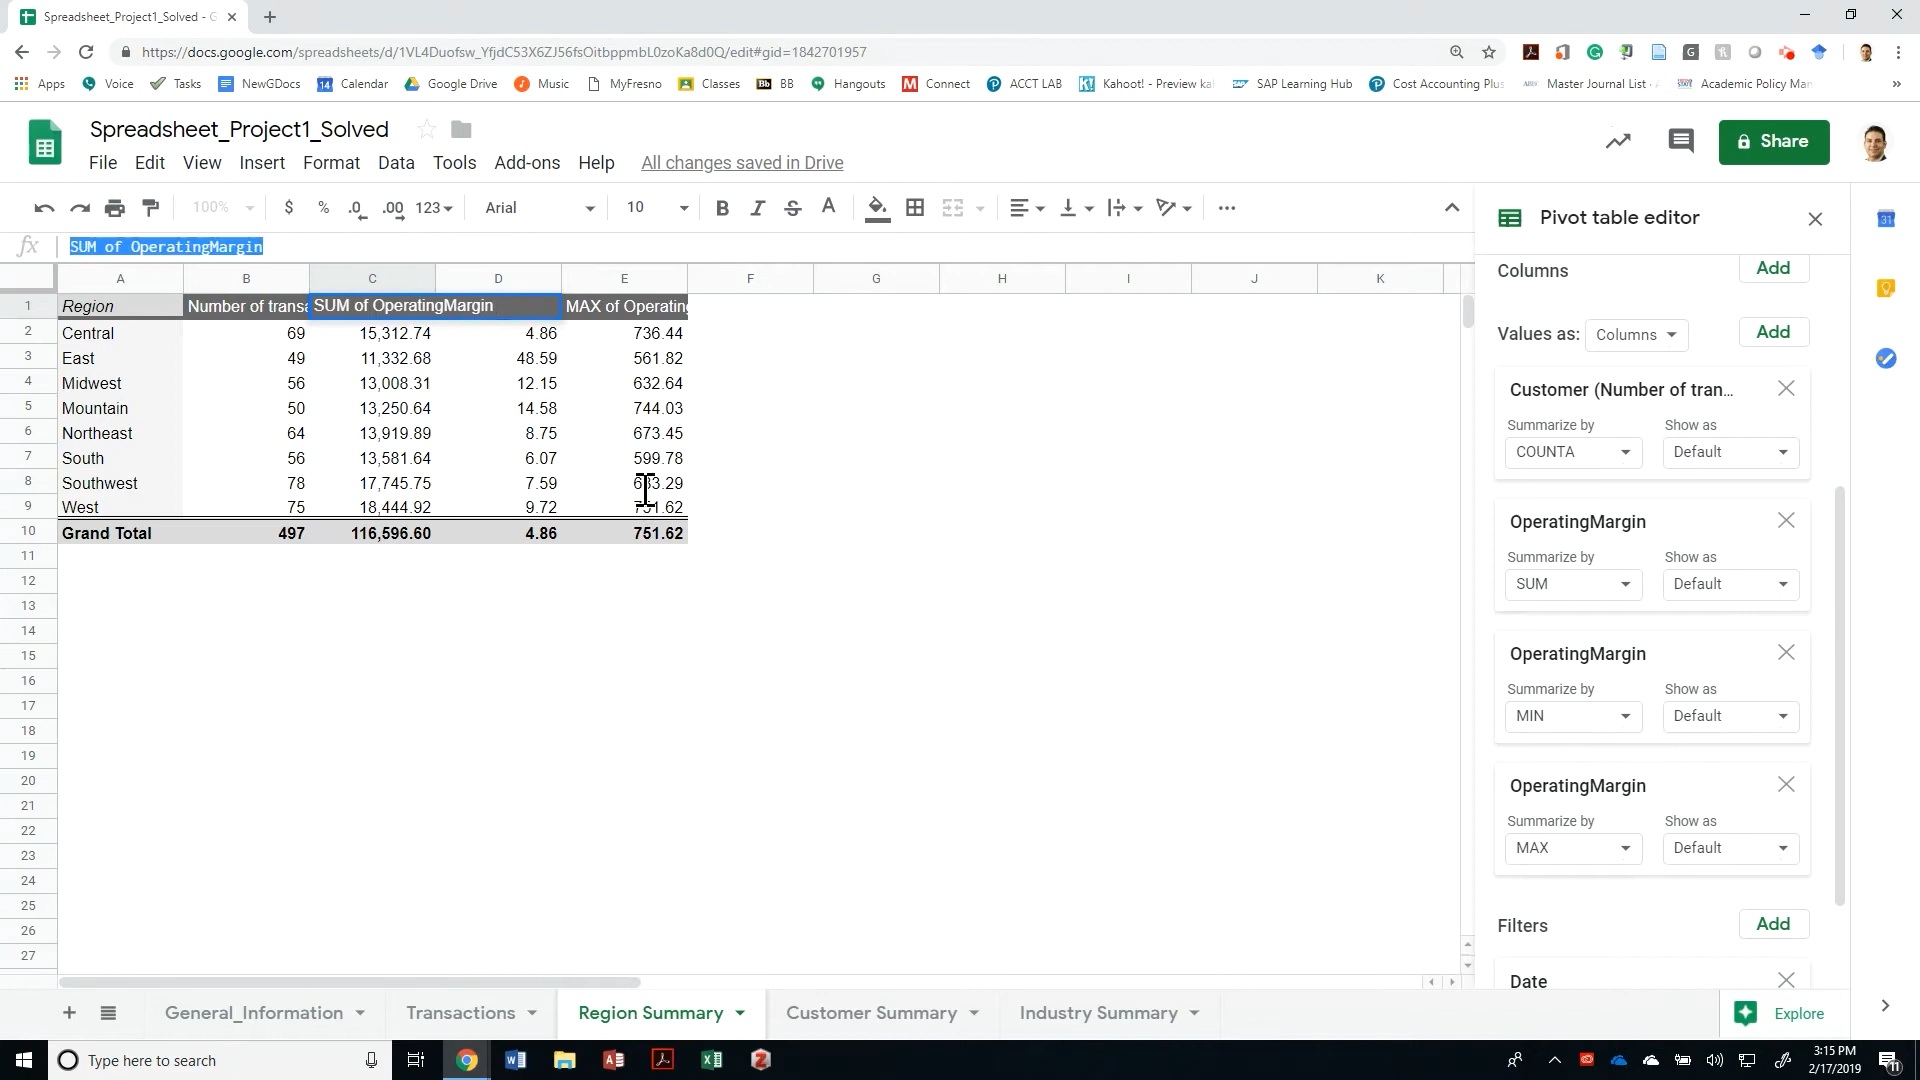 Spreadsheet_Project1_Solved - G
https://docs.google.com/spreadsheets/d/1VL4Duofsw_YfjdC53X6ZJ56fsOitbppmbL0zoKa8d0Q/edit#gid=1842701957
Apps Voice Tasks NewGDocs Calendar Google Drive Music MyFresno Classes BB Hangouts Connect ACCT LAB Kahoot! - Preview ka SAP Learning Hub Cost Accounting Plus Master Journal List - Academic Policy Man
Spreadsheet_Project1_Solved
File Edit View Insert Format Data Tools Add-ons Help All changes saved in Drive
Share
100% $ % .0 .00 123 Arial 10 B I S A
fx SUM of OperatingMargin
A B C D E F G H I J K
1 Region Number of transa SUM of OperatingMargin MAX of Operating
2 Central 69 15,312.74 4.86 736.44
3 East 49 11,332.68 48.59 561.82
4 Midwest 56 13,008.31 12.15 632.64
5 Mountain 50 13,250.64 14.58 744.03
6 Northeast 64 13,919.89 8.75 673.45
7 South 56 13,581.64 6.07 599.78
8 Southwest 78 17,745.75 7.59
9 West 75 18,444.92 9.72 751.62
10 Grand Total 497 116,596.60 4.86 751.62
11
12
13
14
15
16
17
18
19
20
21
22
23
24
25
26
27
Pivot table editor
Columns Add
Values as: Columns Add
Customer (Number of tran...
Summarize by Show as
COUNTA Default
OperatingMargin
Summarize by Show as
SUM Default
OperatingMargin
Summarize by Show as
MIN Default
OperatingMargin
Summarize by Show as
MAX Default
Filters Add
Date
General_Information Transactions Region Summary Customer Summary Industry Summary Explore
Type here to search
3:15 PM
2/17/2019